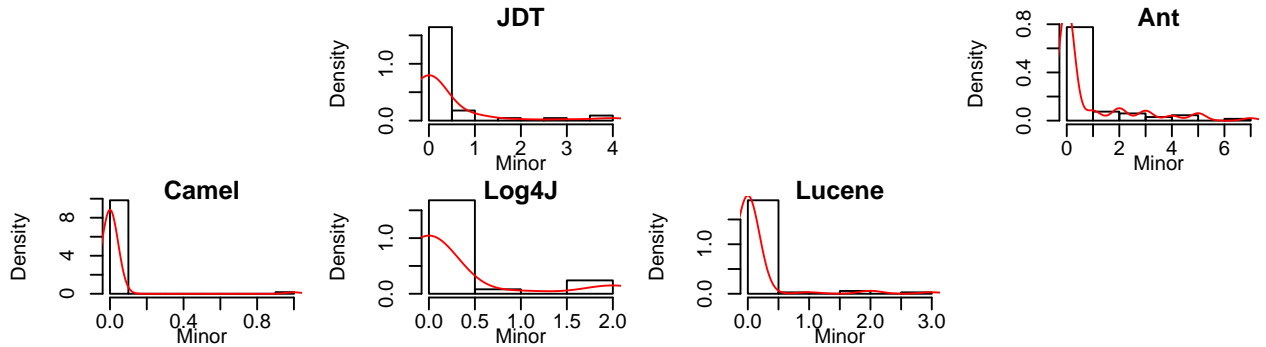 JDT
Density
0.0 1.0
0 1 2 3 4
Minor
Ant
Density
0.0 0.4 0.8
0 2 4 6
Minor
Camel
Density
0 4 8
0.0 0.4 0.8
Minor
Log4J
Density
0.0 1.0
0.0 0.5 1.0 1.5 2.0
Minor
Lucene
Density
0.0 1.0
0.0 1.0 2.0 3.0
Minor